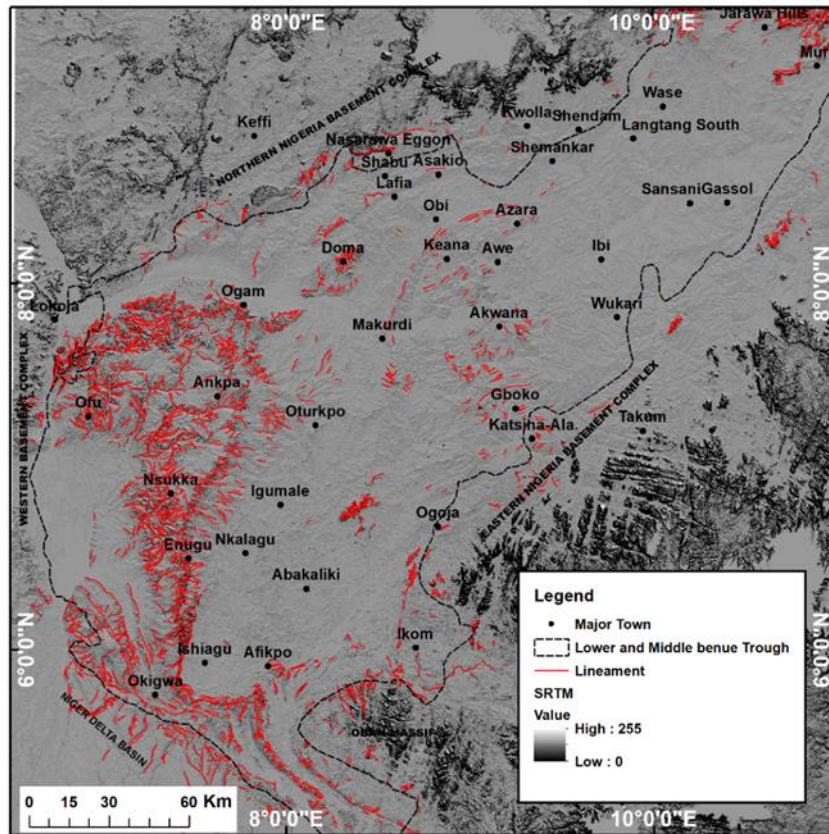 8°0'0"E
10°0'0"E
Jarawa Hills
Mur
Wase
Kwolla
Shendam
Langtang South
Keffi
NORTHERN NIGERIA BASEMENT COMPLEX
Nasarawa Eggon
Shabu
Asakio
Shemankar
Lafia
Sansani
Gassol
Obi
Azara
Doma
Keana
Awe
Ibi
8°0'0"N
8°0'0"N
Ogam
Lokoja
Wukari
Akwana
Makurdi
WESTERN BASEMENT COMPLEX
Ankpa
Ofu
Gboko
Oturkpo
Katsina-Ala.
Takum
EASTERN NIGERIA BASEMENT COMPLEX
Nsukka
Igumale
Ogoja
Enugu
Nkalagu
Abakaliki
6°0'0"N
6°0'0"N
Ikom
Ishiagu
Afikpo
Okigwa
NIGER DELTA BASIN
OBAN MASSIF
Legend
Major Town
Lower and Middle benue Trough
Lineament
SRTM
Value
High : 255
Low : 0
60 Km
0 15 30
8°0'0"E
10°0'0"E